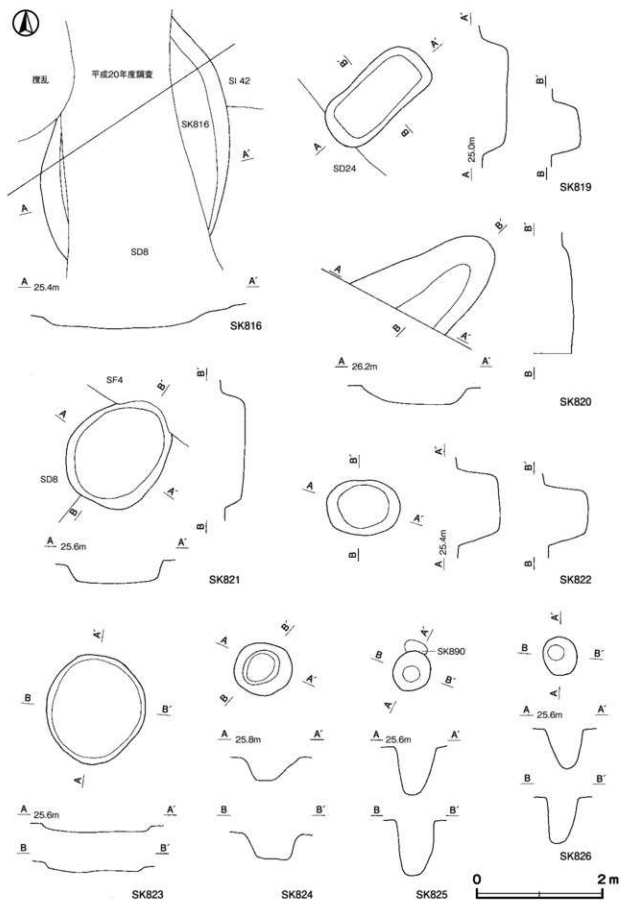 撹乱
平成20年度調査
SI 42
SK816
A A´
SD8
A 25.4m A´
SK816
A´
B´
B
A
SD24
A´
A 25.0m
B´
B
SK819
A
B´
B
A´
A 26.2m A´
B´
B
SK820
SF4
B´
A
SD8
B
A´
B´
B
A 25.6m A´
SK821
B´
A
A´
B
A´
A 25.4m
B´
B
SK822
A´
B B´
A
A 25.6m A´
B B´
SK823
B´
A
A´
B
A 25.8m A´
B B´
SK824
A´
SK890
B
B´
A
A 25.6m A´
B B´
SK825
A´
B B´
A
A 25.6m A´
B B´
SK826
0 2 m